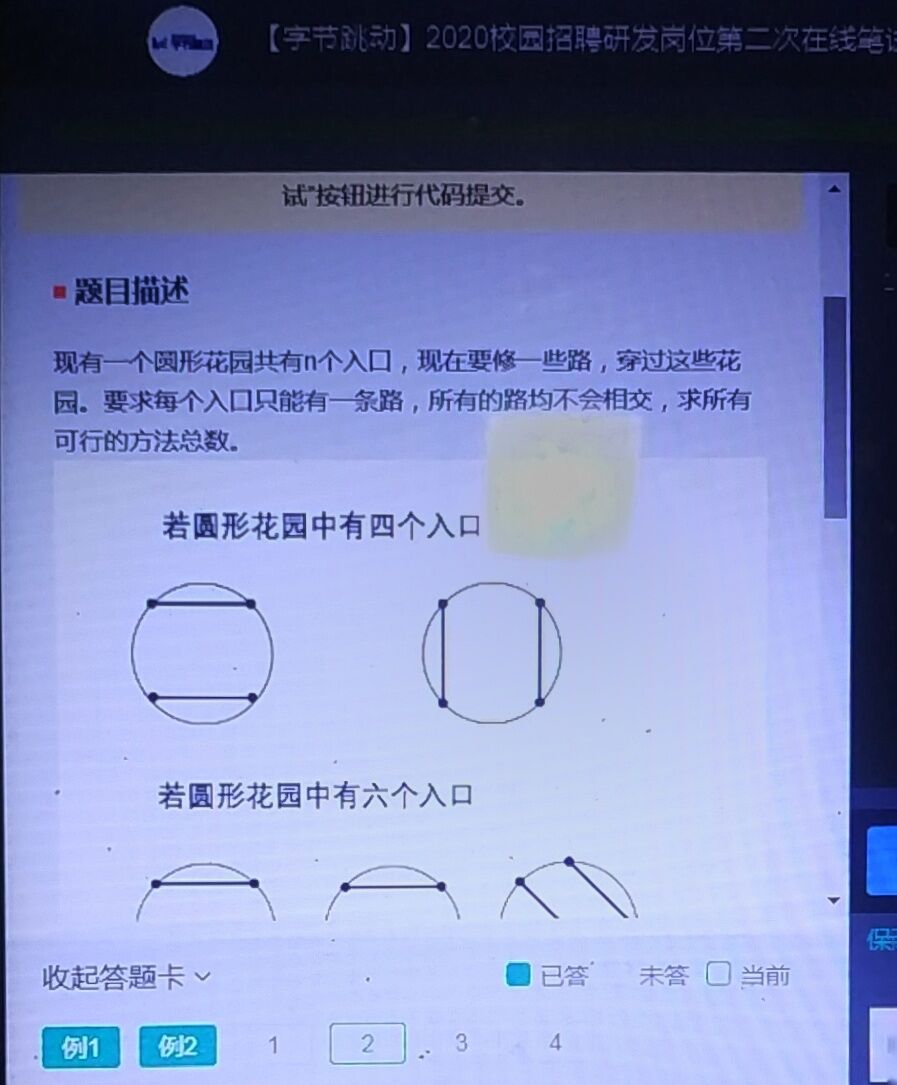 【字节跳动】2020校园招聘研发岗位第二次在线笔试
试"按钮进行代码提交。
题目描述
现有一个圆形花园共有n个入口，现在要修一些路，穿过这些花
园。要求每个入口只能有一条路，所有的路均不会相交，求所有
可行的方法总数。
若圆形花园中有四个入口
若圆形花园中有六个入口
保
收起答题卡
已答 未答 当前
例1 例2 1 2 3 4